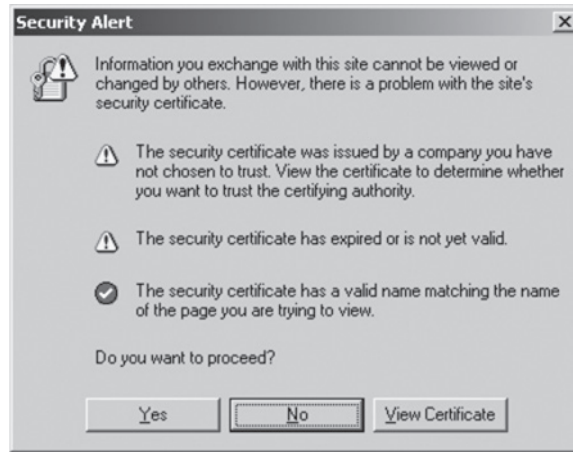 Security Alert
Information you exchange with this site cannot be viewed or
changed by others. However, there is a problem with the site's
security certificate.
The security certificate was issued by a company you have
not chosen to trust. View the certificate to determine whether
you want to trust the certifying authority.
The security certificate has expired or is not yet valid.
The security certificate has a valid name matching the name
of the page you are trying to view.
Do you want to proceed?
Yes No View Certificate